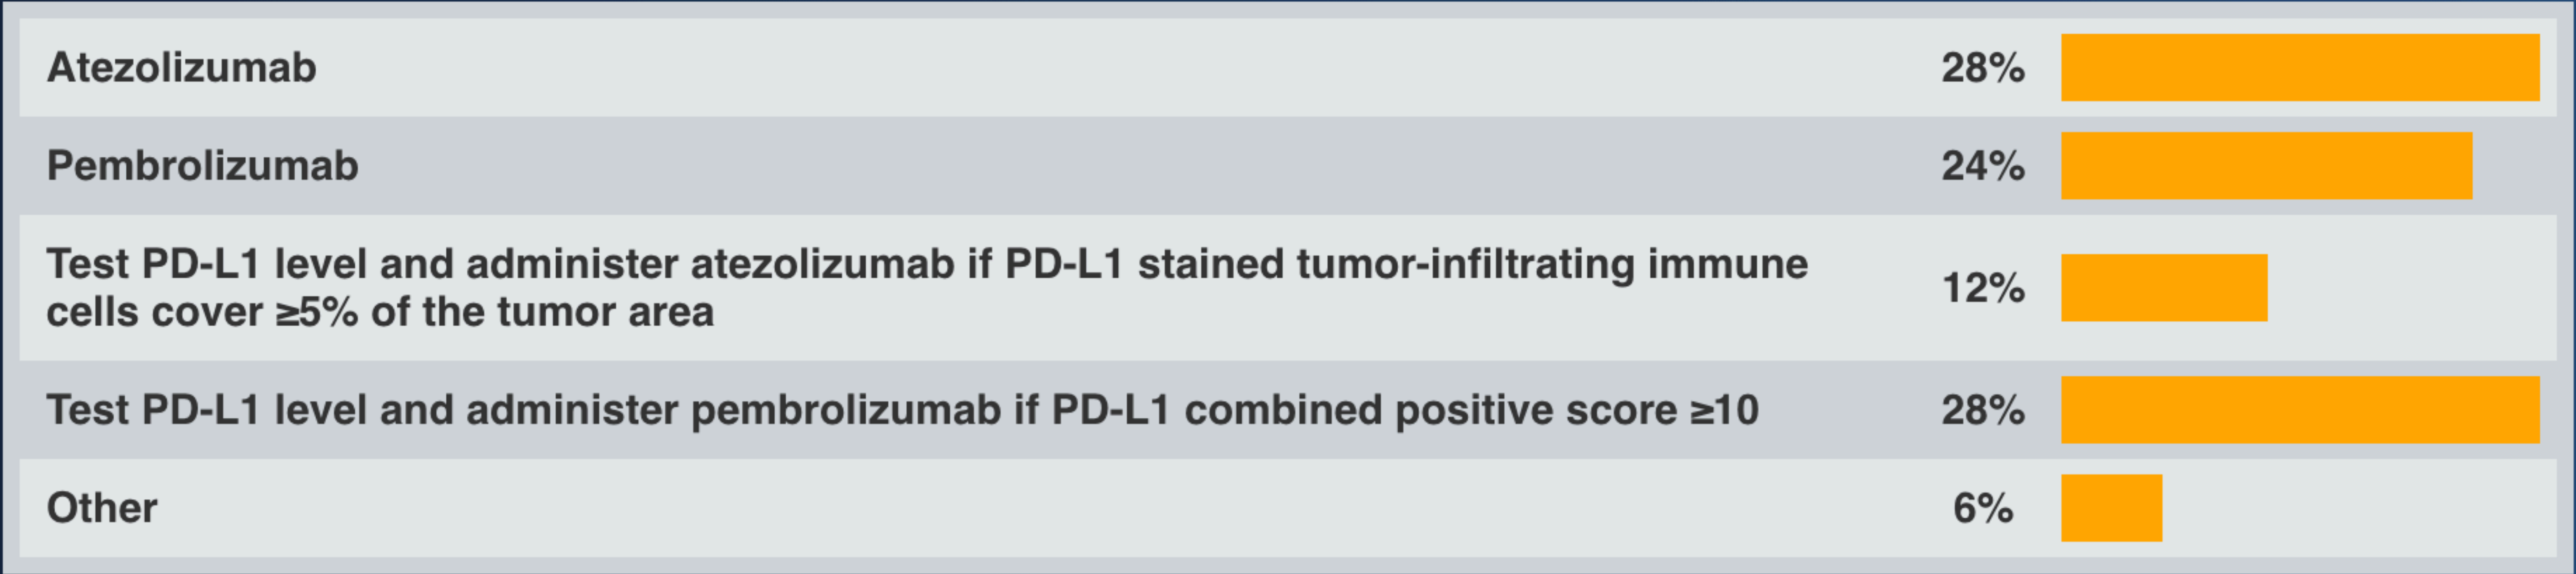 Atezolizumab 28%
Pembrolizumab 24%
Test PD-L1 level and administer atezolizumab if PD-L1 stained tumor-infiltrating immune
cells cover ≥5% of the tumor area
12%
Test PD-L1 level and administer pembrolizumab if PD-L1 combined positive score ≥10 28%
Other 6%